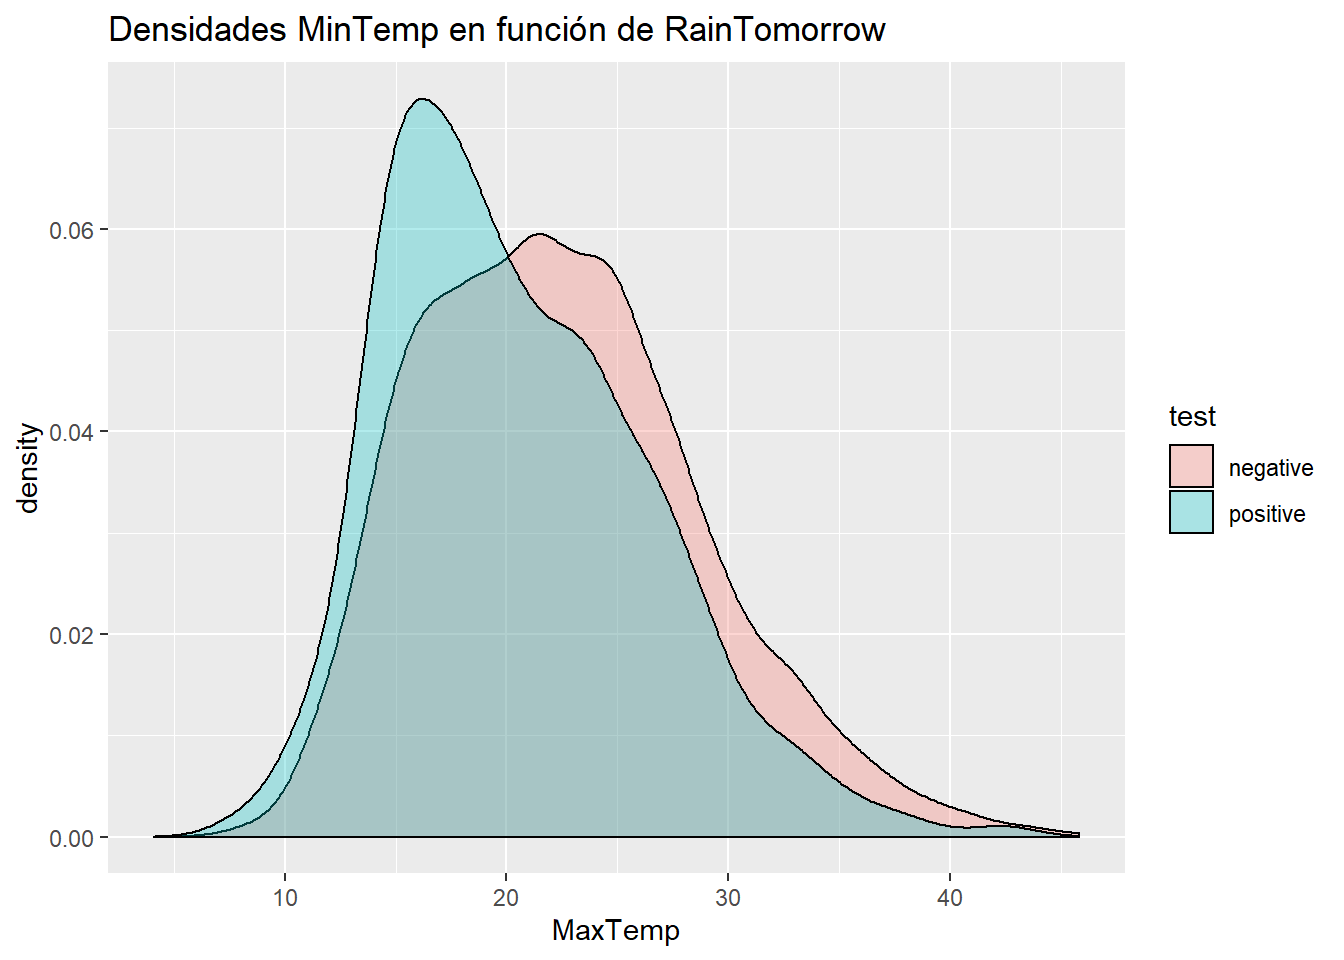 Densidades MinTemp en función de RainTomorrow
0.06
0.04
0.02
0.00
density
10 20 30 40
MaxTemp
test
negative
positive